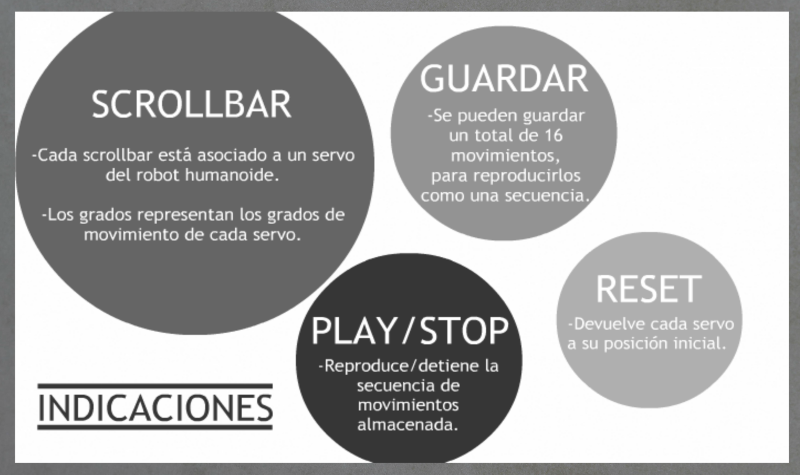 SCROLLBAR
-Cada scrollbar está asociado a un servo
del robot humanoide.
-Los grados representan los grados de
movimiento de cada servo.
GUARDAR
-Se pueden guardar
un total de 16
movimientos,
para reproducirlos
como una secuencia.
PLAY/STOP
-Reproduce/detiene la
secuencia de
movimientos
almacenada.
RESET
-Devuelve cada servo
a su posición inicial.
INDICACIONES